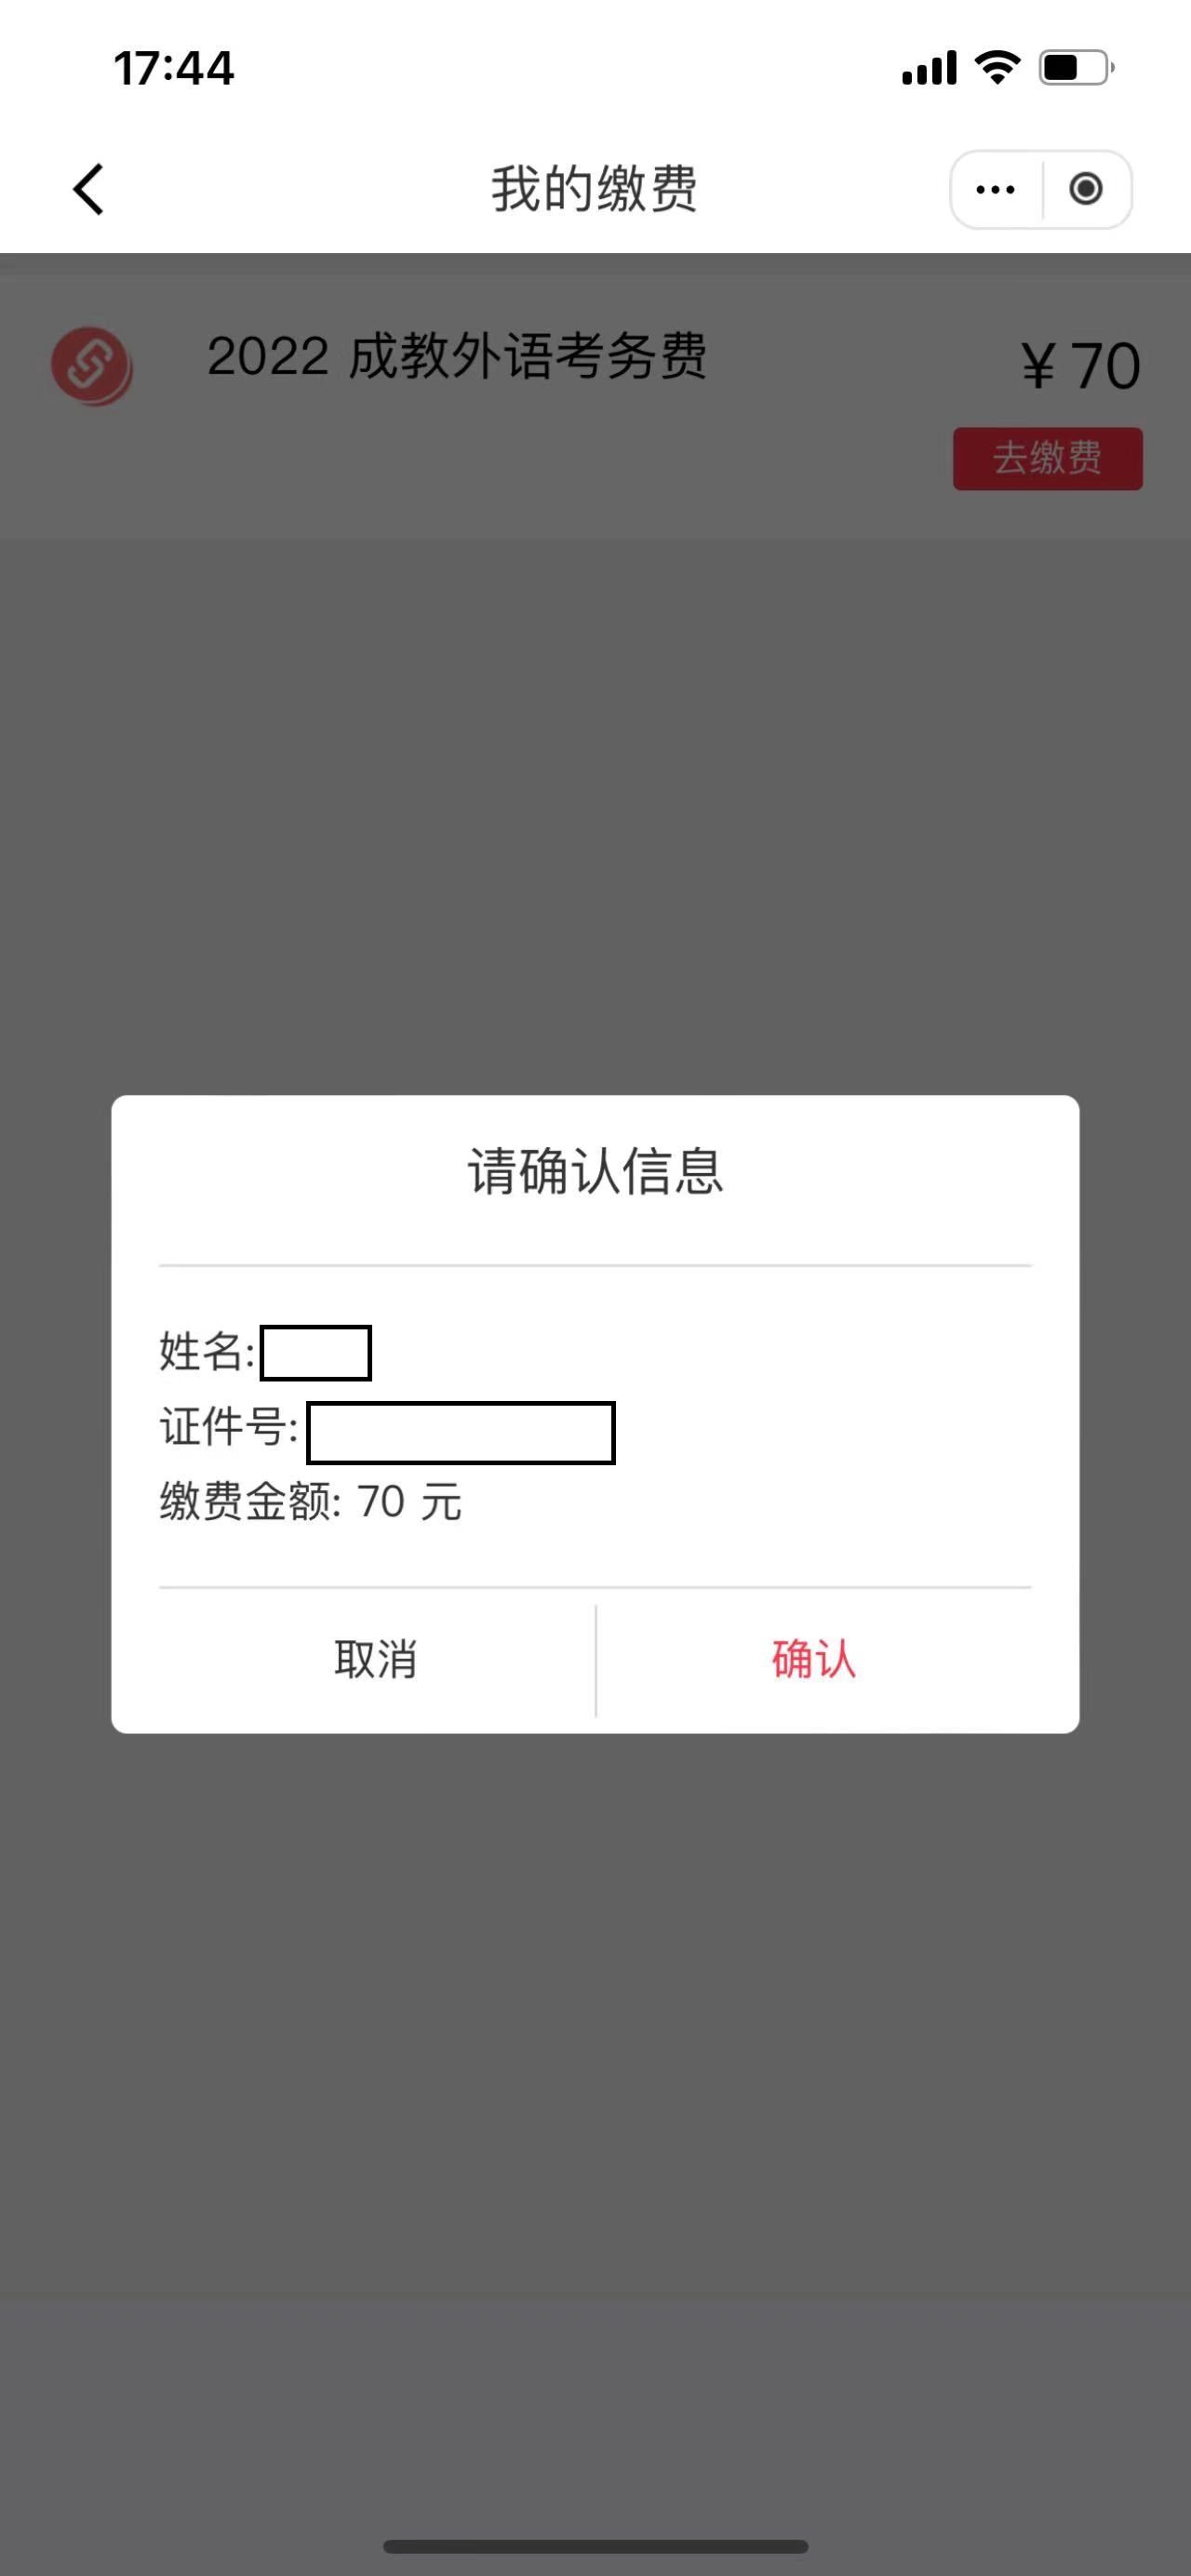 17:44
我的缴费
2022 成教外语考务费
¥70
去缴费
请确认信息
姓名:
证件号:
缴费金额: 70 元
取消
确认